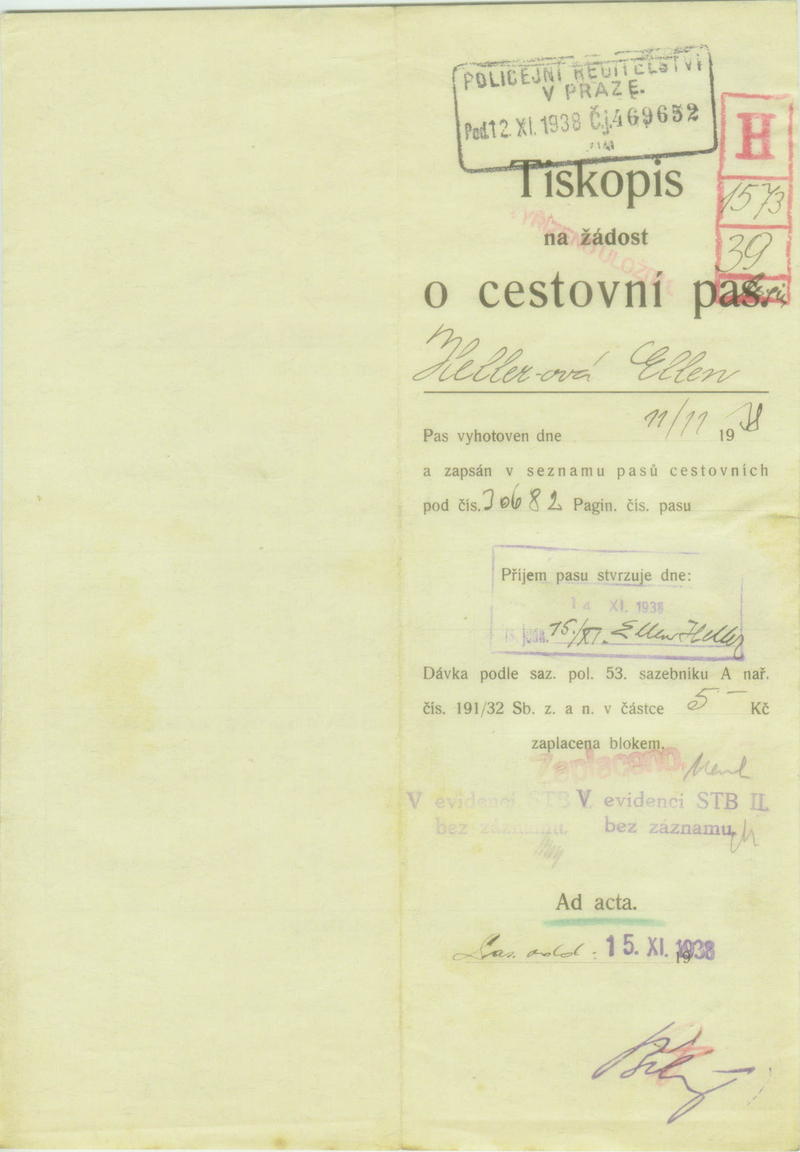 POLICEJNÍ ŘEDITELSTVÍ
V PRAZE.
Pod. 12. XI. 1938 Č.j. 469652
H
1573
39
Tiskopis
na žádost
VYŘÍZENO ULOŽIT
o cestovní pas.
Heller-ová Ellen
Pas vyhotoven dne 11/11 1938
a zapsán v seznamu pasů cestovních
pod čís. 30682 Pagin. čís. pasu
Příjem pasu stvrzuje dne:
14 XI. 1938
15./XI. Ellen Heller
Dávka podle saz. pol. 53. sazebníku A nař.
čís. 191/32 Sb. z. a n. v částce 5 – Kč
zaplacena blokem.
Zaplaceno.
V evidenci STB V evidenci STB II.
bez záznamu. bez záznamu.
Ad acta.
15. XI. 1938
19